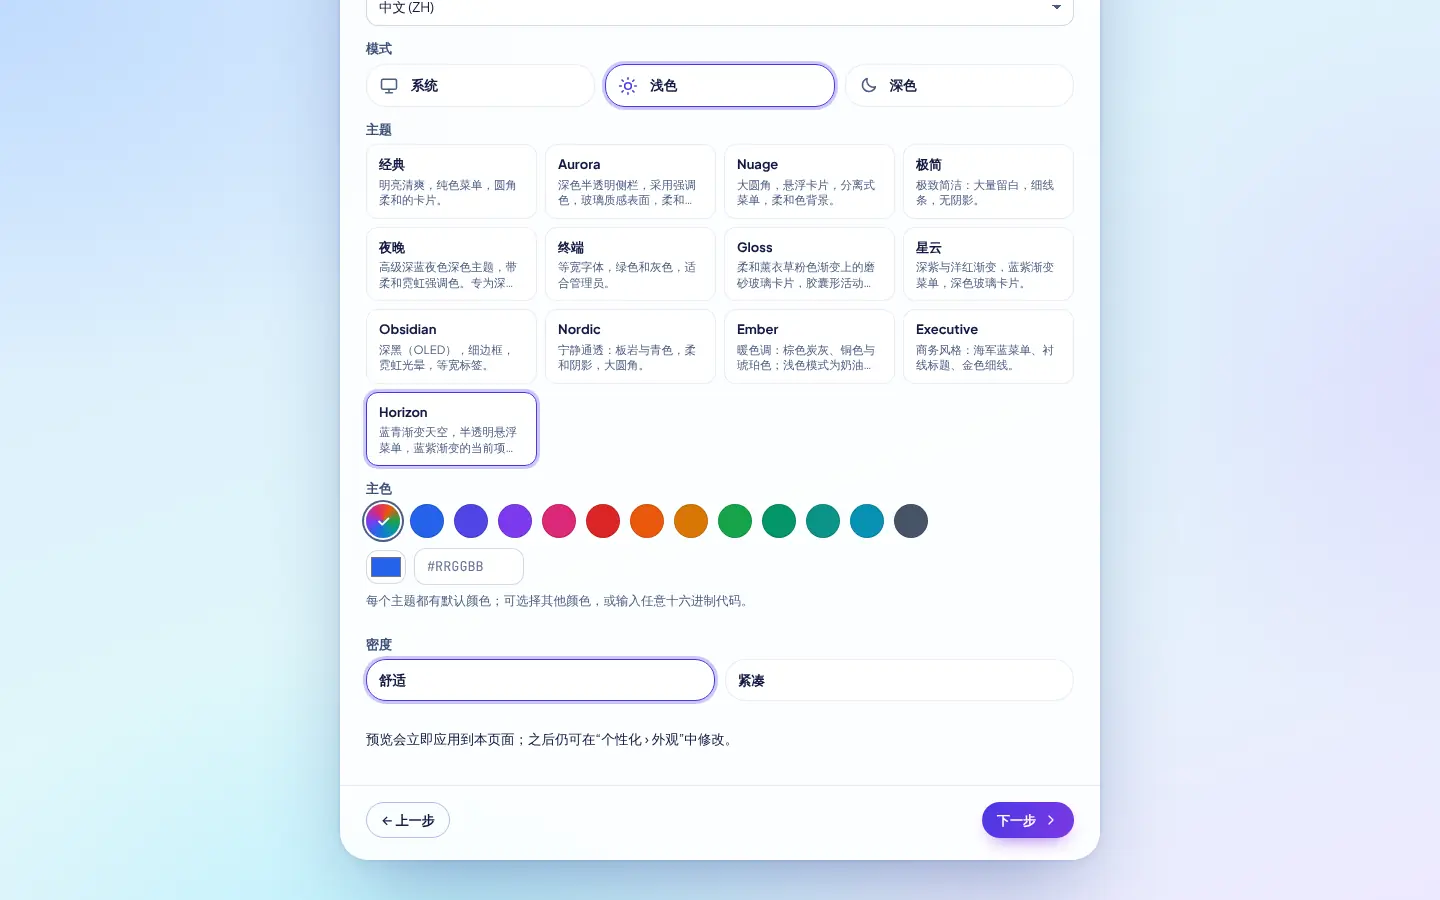 中文 (ZH)
模式
系统
浅色
深色
主题
经典
明亮清爽，纯色菜单，圆角
柔和的卡片。
Aurora
深色半透明侧栏，采用强调
色，玻璃质感表面，柔和...
Nuage
大圆角，悬浮卡片，分离式
菜单，柔和色背景。
极简
极致简洁：大量留白，细线
条，无阴影。
夜晚
高级深蓝夜色深色主题，带
柔和霓虹强调色。专为深...
终端
等宽字体，绿色和灰色，适
合管理员。
Gloss
柔和薰衣草粉色渐变上的磨
砂玻璃卡片，胶囊形活动...
星云
深紫与洋红渐变，蓝紫渐变
菜单，深色玻璃卡片。
Obsidian
深黑（OLED），细边框，
霓虹光晕，等宽标签。
Nordic
宁静通透：板岩与青色，柔
和阴影，大圆角。
Ember
暖色调：棕色炭灰、铜色与
琥珀色；浅色模式为奶油...
Executive
商务风格：海军蓝菜单、衬
线标题、金色细线。
Horizon
蓝青渐变天空，半透明悬浮
菜单，蓝紫渐变的当前项...
主色
#RRGGBB
每个主题都有默认颜色；可选择其他颜色，或输入任意十六进制代码。
密度
舒适
紧凑
预览会立即应用到本页面；之后仍可在“个性化 › 外观”中修改。
← 上一步
下一步